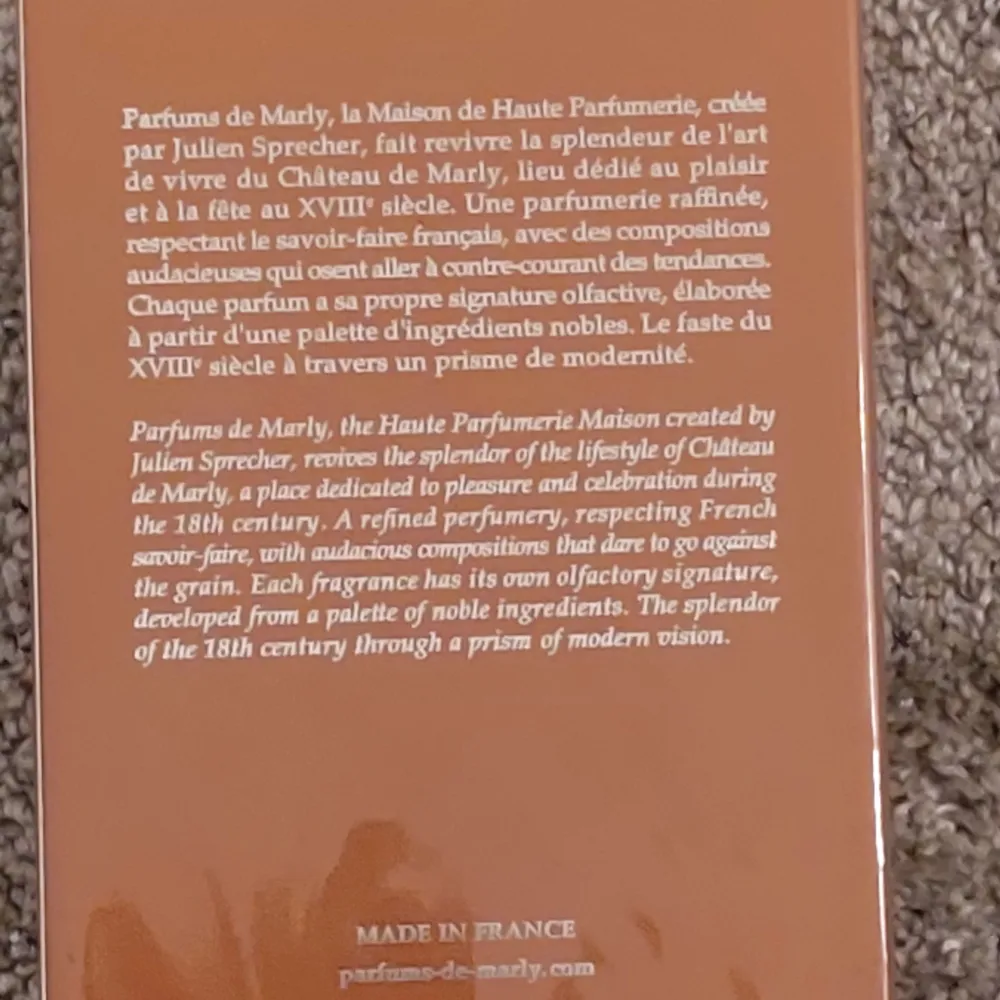 Parfums de Marly, la Maison de Haute Parfumerie, créée
par Julien Sprecher, fait revivre la splendeur de l'art
de vivre du Château de Marly, lieu dédié au plaisir
et à la fête au XVIIIᵉ siècle. Une parfumerie raffinée,
respectant le savoir-faire français, avec des compositions
audacieuses qui osent aller à contre-courant des tendances.
Chaque parfum a sa propre signature olfactive, élaborée
à partir d'une palette d'ingrédients nobles. Le faste du
XVIIIᵉ siècle à travers un prisme de modernité.
Parfums de Marly, the Haute Parfumerie Maison created by
Julien Sprecher, revives the splendor of the lifestyle of Château
de Marly, a place dedicated to pleasure and celebration during
the 18th century. A refined perfumery, respecting French
savoir-faire, with audacious compositions that dare to go against
the grain. Each fragrance has its own olfactory signature,
developed from a palette of noble ingredients. The splendor
of the 18th century through a prism of modern vision.
MADE IN FRANCE
parfums-de-marly.com